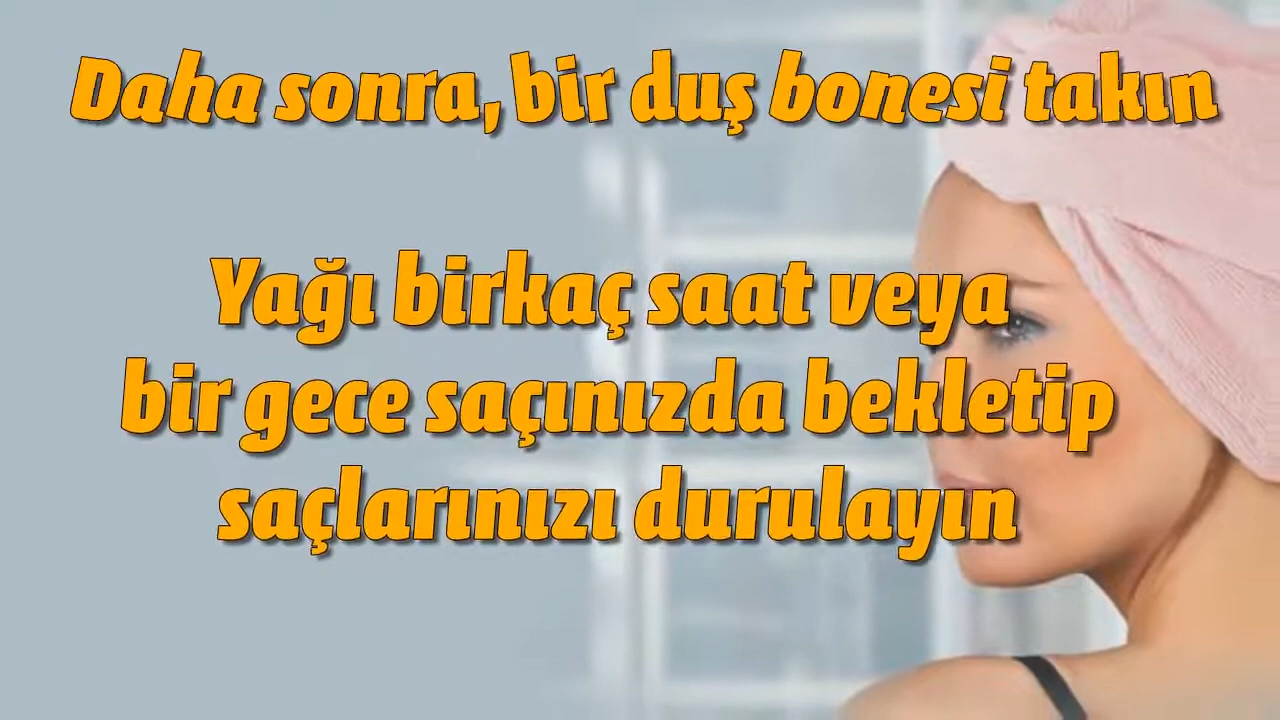 Daha sonra, bir duş bonesi takın
Yağı birkaç saat veya
bir gece saçınızda bekletip
saçlarınızı durulayın